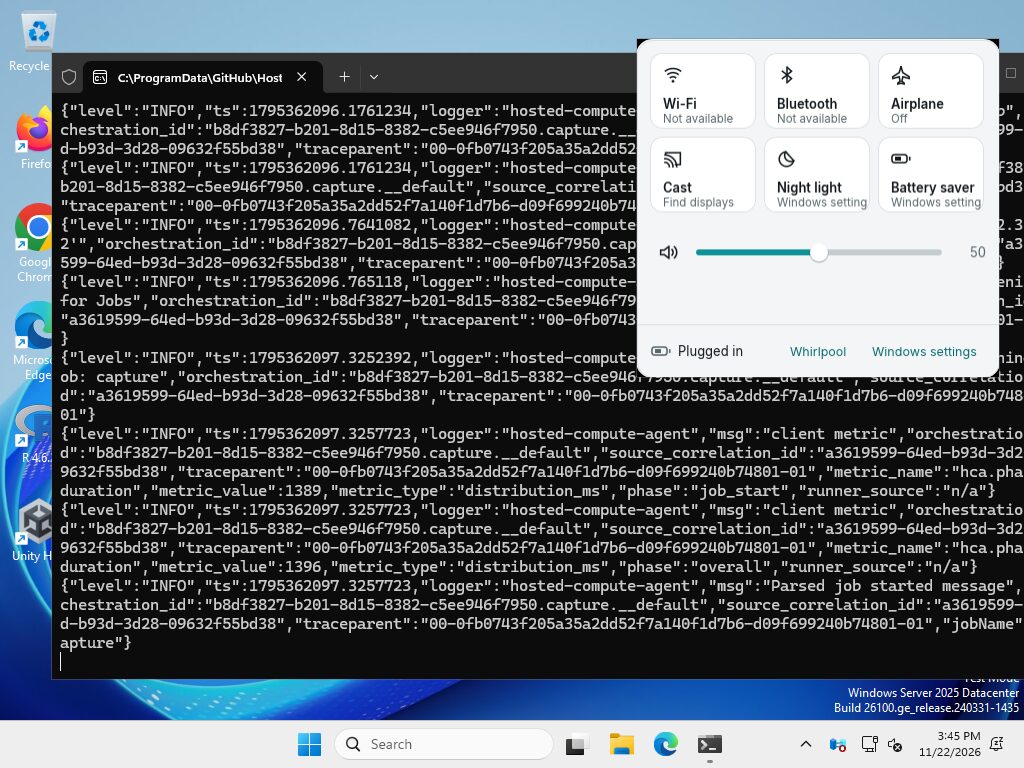 Recycle
Firefo
Googl
Chrom
Micros
Edge
R 4.6.
Unity H
C:\ProgramData\GitHub\Host
{"level":"INFO","ts":1795362096.1761234,"logger":"hosted-compute-
chestration_id":"b8df3827-b201-8d15-8382-c5ee946f7950.capture.__
d-b93d-3d28-09632f55bd38","traceparent":"00-0fb0743f205a35a2dd52
{"level":"INFO","ts":1795362096.1761234,"logger":"hosted-compute-
b201-8d15-8382-c5ee946f7950.capture.__default","source_correlati
"traceparent":"00-0fb0743f205a35a2dd52f7a140f1d7b6-d09f699240b7
{"level":"INFO","ts":1795362096.7641082,"logger":"hosted-compute-
2'","orchestration_id":"b8df3827-b201-8d15-8382-c5ee946f7950.cap
599-64ed-b93d-3d28-09632f55bd38","traceparent":"00-0fb0743f205a3
{"level":"INFO","ts":1795362096.765118,"logger":"hosted-compute-
for Jobs","orchestration_id":"b8df3827-b201-8d15-8382-c5ee946f79
"a3619599-64ed-b93d-3d28-09632f55bd38","traceparent":"00-0fb0743
}
{"level":"INFO","ts":1795362097.3252392,"logger":"hosted-compute
ob: capture","orchestration_id":"b8df3827-b201-8d15-8382-c5ee946f7950.capture.__default","source_correlatio
d":"a3619599-64ed-b93d-3d28-09632f55bd38","traceparent":"00-0fb0743f205a35a2dd52f7a140f1d7b6-d09f699240b748
01"}
{"level":"INFO","ts":1795362097.3257723,"logger":"hosted-compute-agent","msg":"client metric","orchestratio
d":"b8df3827-b201-8d15-8382-c5ee946f7950.capture.__default","source_correlation_id":"a3619599-64ed-b93d-3d2
9632f55bd38","traceparent":"00-0fb0743f205a35a2dd52f7a140f1d7b6-d09f699240b74801-01","metric_name":"hca.pha
duration","metric_value":1389,"metric_type":"distribution_ms","phase":"job_start","runner_source":"n/a"}
{"level":"INFO","ts":1795362097.3257723,"logger":"hosted-compute-agent","msg":"client metric","orchestratio
d":"b8df3827-b201-8d15-8382-c5ee946f7950.capture.__default","source_correlation_id":"a3619599-64ed-b93d-3d2
9632f55bd38","traceparent":"00-0fb0743f205a35a2dd52f7a140f1d7b6-d09f699240b74801-01","metric_name":"hca.pha
duration","metric_value":1396,"metric_type":"distribution_ms","phase":"overall","runner_source":"n/a"}
{"level":"INFO","ts":1795362097.3257723,"logger":"hosted-compute-agent","msg":"Parsed job started message",
chestration_id":"b8df3827-b201-8d15-8382-c5ee946f7950.capture.__default","source_correlation_id":"a3619599-
d-b93d-3d28-09632f55bd38","traceparent":"00-0fb0743f205a35a2dd52f7a140f1d7b6-d09f699240b74801-01","jobName"
apture"}
Wi-Fi
Not available
Bluetooth
Not available
Airplane
Off
Cast
Find displays
Night light
Windows setting
Battery saver
Windows setting
50
Plugged in
Whirlpool
Windows settings
Test Mode
Windows Server 2025 Datacenter
Build 26100.ge_release.240331-1435
Search
3:45 PM
11/22/2026